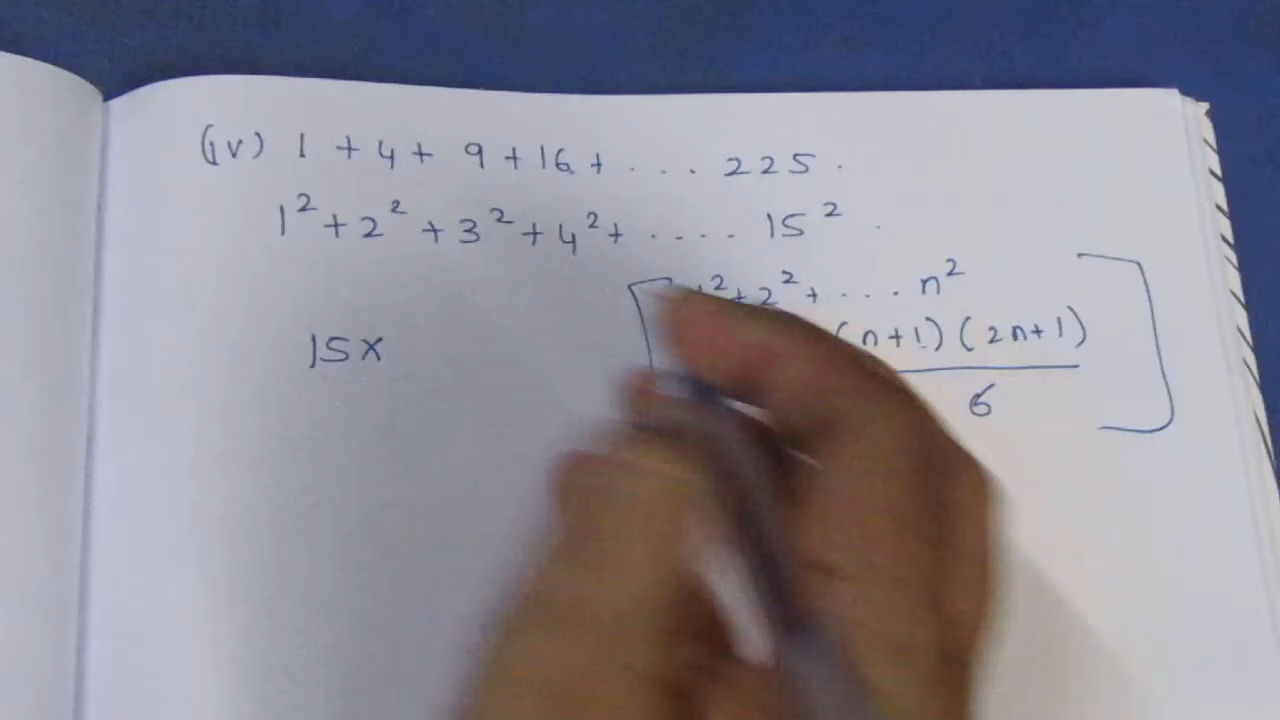 (iv) 1 + 4 + 9 + 16 + . . . 225 .
1² + 2² + 3² + 4² + . . . . 15² .
+ 2² + . . . . n²
(n+1) (2n+1)
6
15 ×